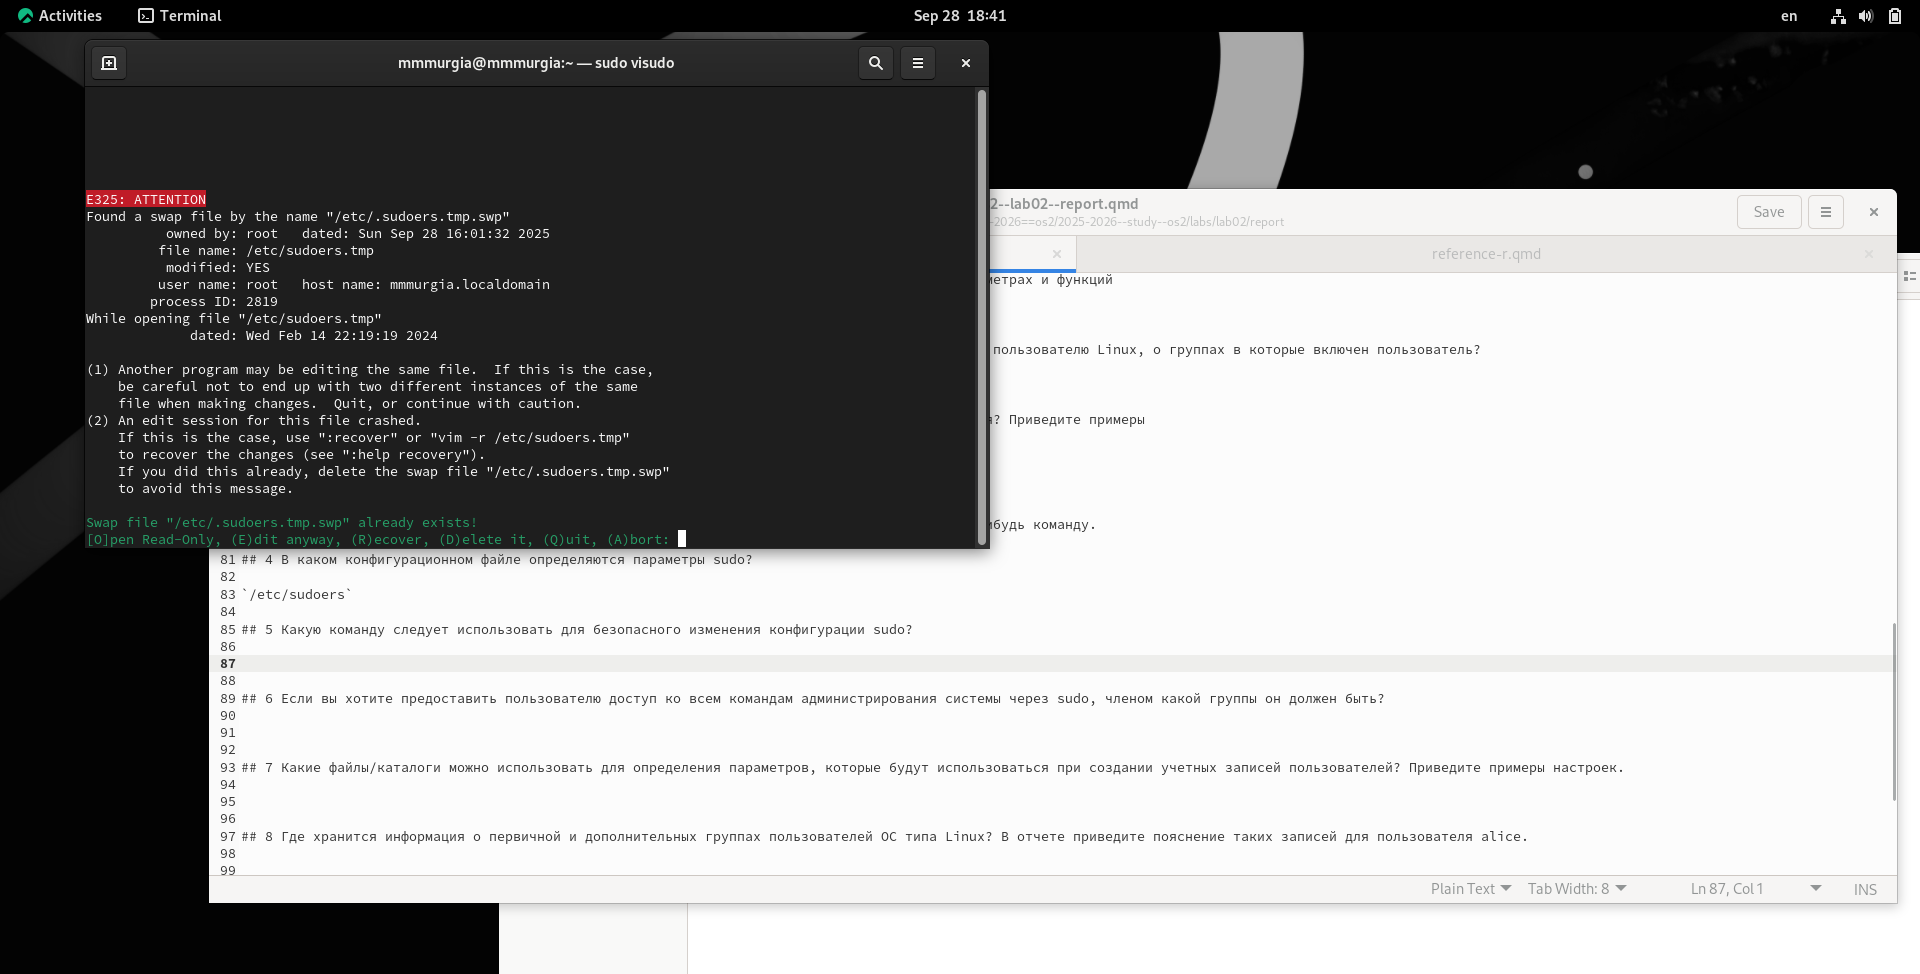 Activities
Terminal
Sep 28 18:41
en
mmmurgia@mmmurgia:~ — sudo visudo
E325: ATTENTION
Found a swap file by the name "/etc/.sudoers.tmp.swp"
owned by: root dated: Sun Sep 28 16:01:32 2025
file name: /etc/sudoers.tmp
modified: YES
user name: root host name: mmmurgia.localdomain
process ID: 2819
While opening file "/etc/sudoers.tmp"
dated: Wed Feb 14 22:19:19 2024
(1) Another program may be editing the same file. If this is the case,
be careful not to end up with two different instances of the same
file when making changes. Quit, or continue with caution.
(2) An edit session for this file crashed.
If this is the case, use ":recover" or "vim -r /etc/sudoers.tmp"
to recover the changes (see ":help recovery").
If you did this already, delete the swap file "/etc/.sudoers.tmp.swp"
to avoid this message.
Swap file "/etc/.sudoers.tmp.swp" already exists!
[O]pen Read-Only, (E)dit anyway, (R)ecover, (D)elete it, (Q)uit, (A)bort:
2--lab02--report.qmd
-2026==os2/2025-2026--study--os2/labs/lab02/report
Save
reference-r.qmd
метрах и функций
пользователю Linux, о группах в которые включен пользователь?
? Приведите примеры
ибудь команду.
81 ## 4 В каком конфигурационном файле определяются параметры sudo?
82
83 `/etc/sudoers`
84
85 ## 5 Какую команду следует использовать для безопасного изменения конфигурации sudo?
86
87
88
89 ## 6 Если вы хотите предоставить пользователю доступ ко всем командам администрирования системы через sudo, членом какой группы он должен быть?
90
91
92
93 ## 7 Какие файлы/каталоги можно использовать для определения параметров, которые будут использоваться при создании учетных записей пользователей? Приведите примеры настроек.
94
95
96
97 ## 8 Где хранится информация о первичной и дополнительных группах пользователей ОС типа Linux? В отчете приведите пояснение таких записей для пользователя alice.
98
99
Plain Text
Tab Width: 8
Ln 87, Col 1
INS